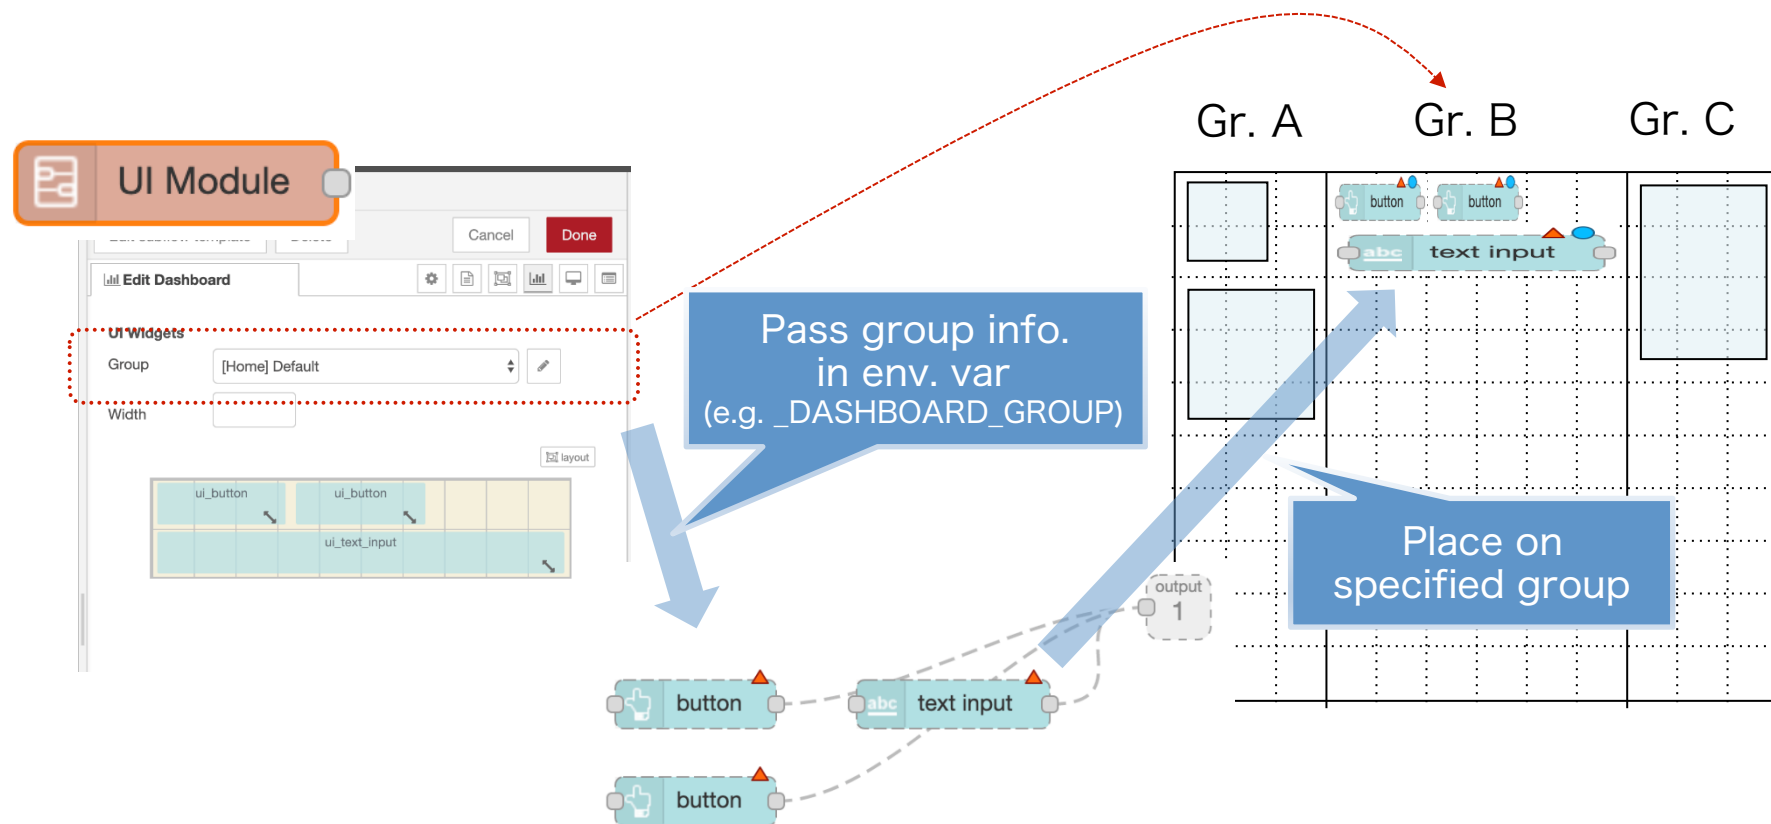 UI Module
Cancel
Done
Edit Dashboard
UI Widgets
Group
[Home] Default
Width
layout
ui_button
ui_button
ui_text_input
Pass group info.
in env. var
(e.g. _DASHBOARD_GROUP)
Gr. A
Gr. B
Gr. C
button
button
abc
text input
Place on
specified group
output
1
button
abc
text input
button